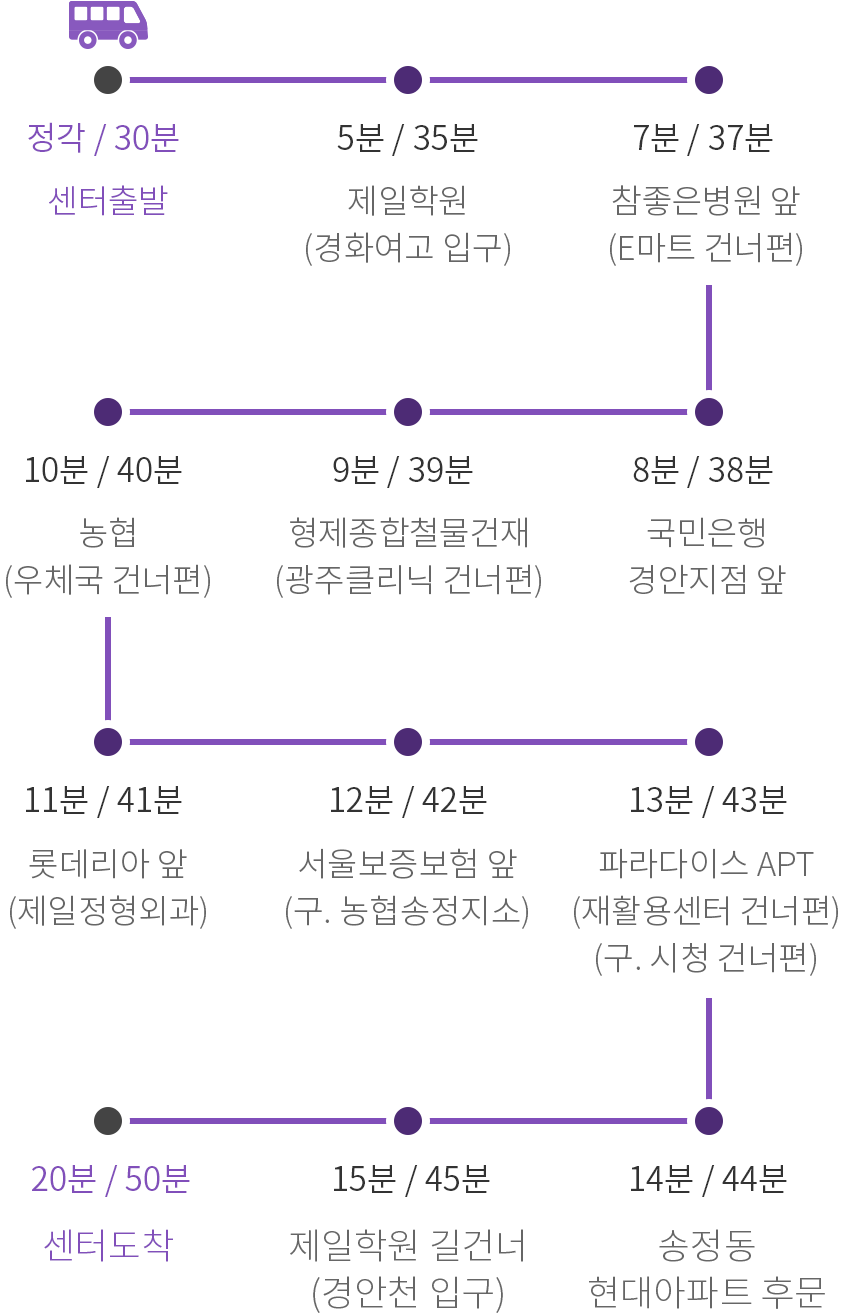 정각 / 30분
센터출발
5분 / 35분
제일학원
(경화여고 입구)
7분 / 37분
참좋은병원 앞
(E마트 건너편)
8분 / 38분
국민은행
경안지점 앞
9분 / 39분
형제종합철물건재
(광주클리닉 건너편)
10분 / 40분
농협
(우체국 건너편)
11분 / 41분
롯데리아 앞
(제일정형외과)
12분 / 42분
서울보증보험 앞
(구. 농협송정지소)
13분 / 43분
파라다이스 APT
(재활용센터 건너편)
(구. 시청 건너편)
14분 / 44분
송정동
현대아파트 후문
15분 / 45분
제일학원 길건너
(경안천 입구)
20분 / 50분
센터도착